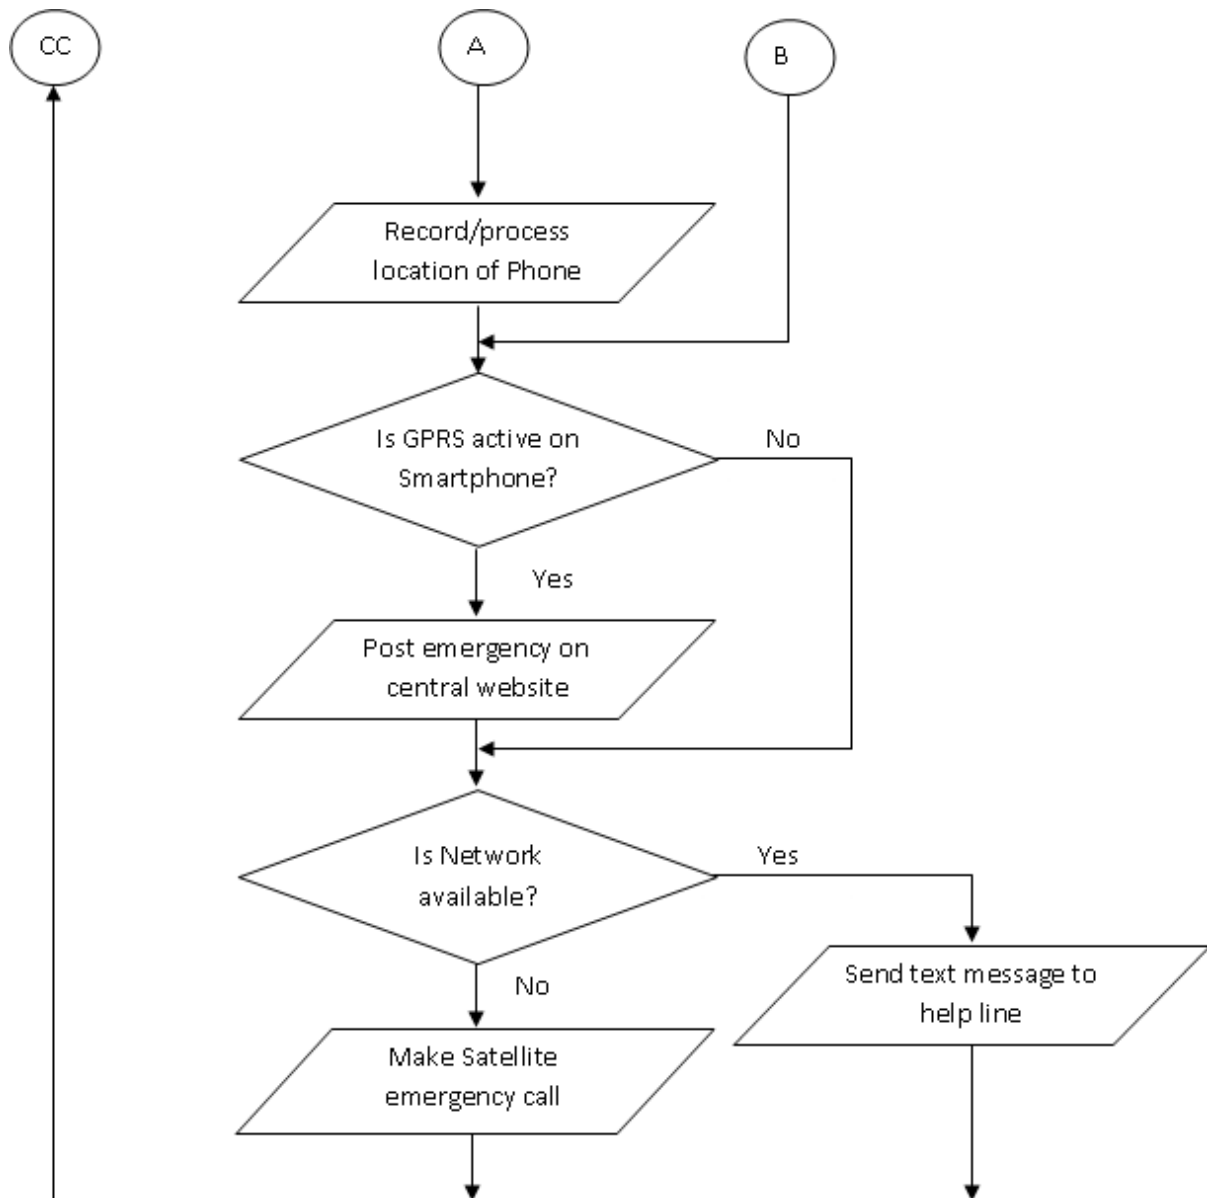 CC
A
B
Record/process
location of Phone
Is GPRS active on
Smartphone?
No
Yes
Post emergency on
central website
Is Network
available?
Yes
No
Send text message to
help line
Make Satellite
emergency call